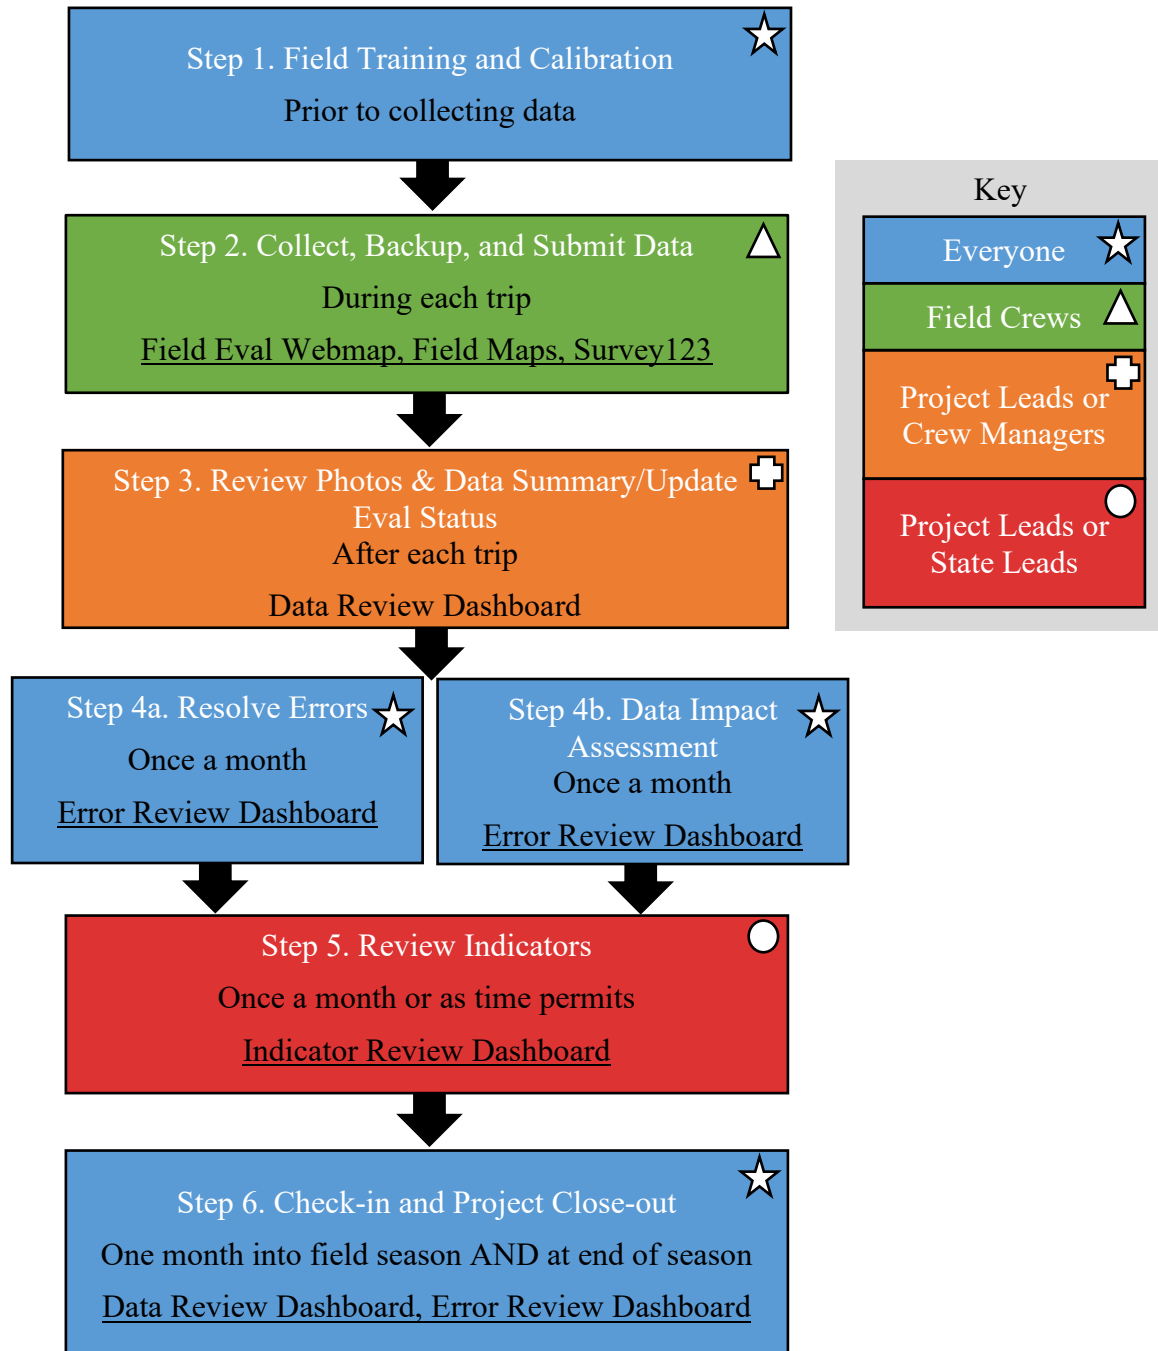 Step 1. Field Training and Calibration
Prior to collecting data
Key
Everyone
Field Crews
Project Leads or
Crew Managers
Project Leads or
State Leads
Step 2. Collect, Backup, and Submit Data
During each trip
Field Eval Webmap, Field Maps, Survey123
Step 3. Review Photos & Data Summary/Update
Eval Status
After each trip
Data Review Dashboard
Step 4a. Resolve Errors
Once a month
Error Review Dashboard
Step 4b. Data Impact
Assessment
Once a month
Error Review Dashboard
Step 5. Review Indicators
Once a month or as time permits
Indicator Review Dashboard
Step 6. Check-in and Project Close-out
One month into field season AND at end of season
Data Review Dashboard, Error Review Dashboard